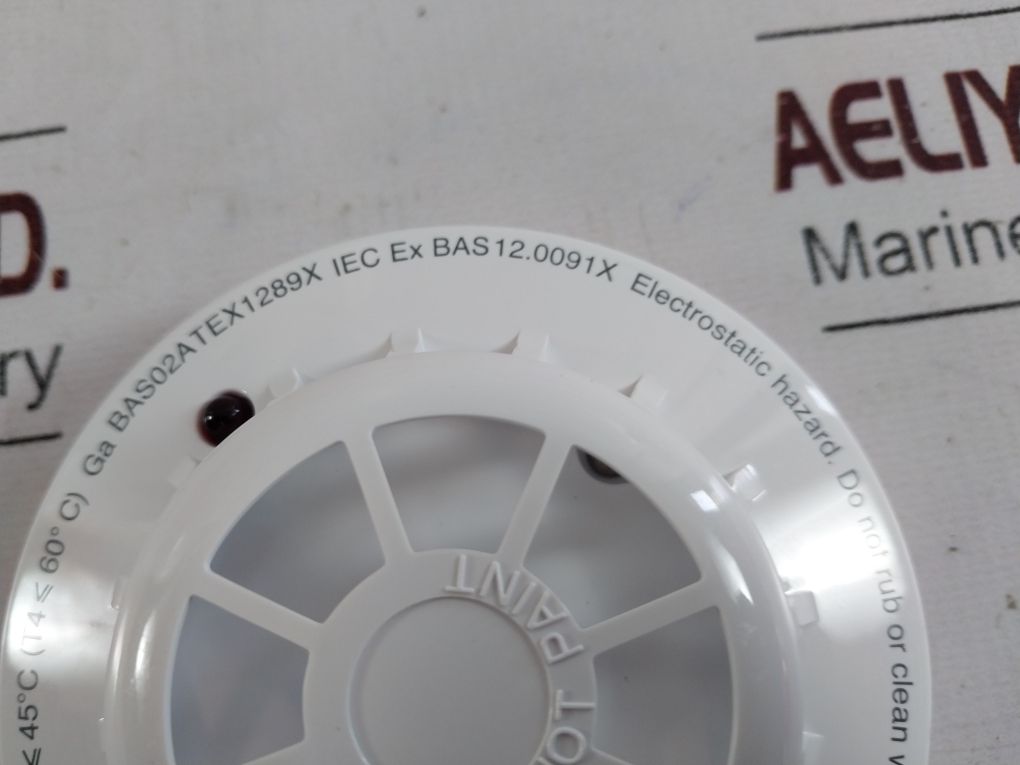 ≤ 45°C (T4 ≤ 60°C) Ga BAS02ATEX1289X IEC Ex BAS12.0091X Electrostatic hazard. Do not rub or clean
PAINT
AELIY
Marine
D.
ry